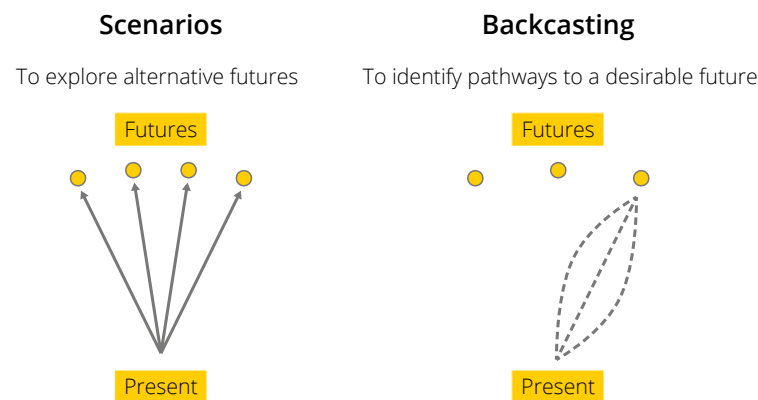 Scenarios
To explore alternative futures
Futures
Present
Backcasting
To identify pathways to a desirable future
Futures
Present